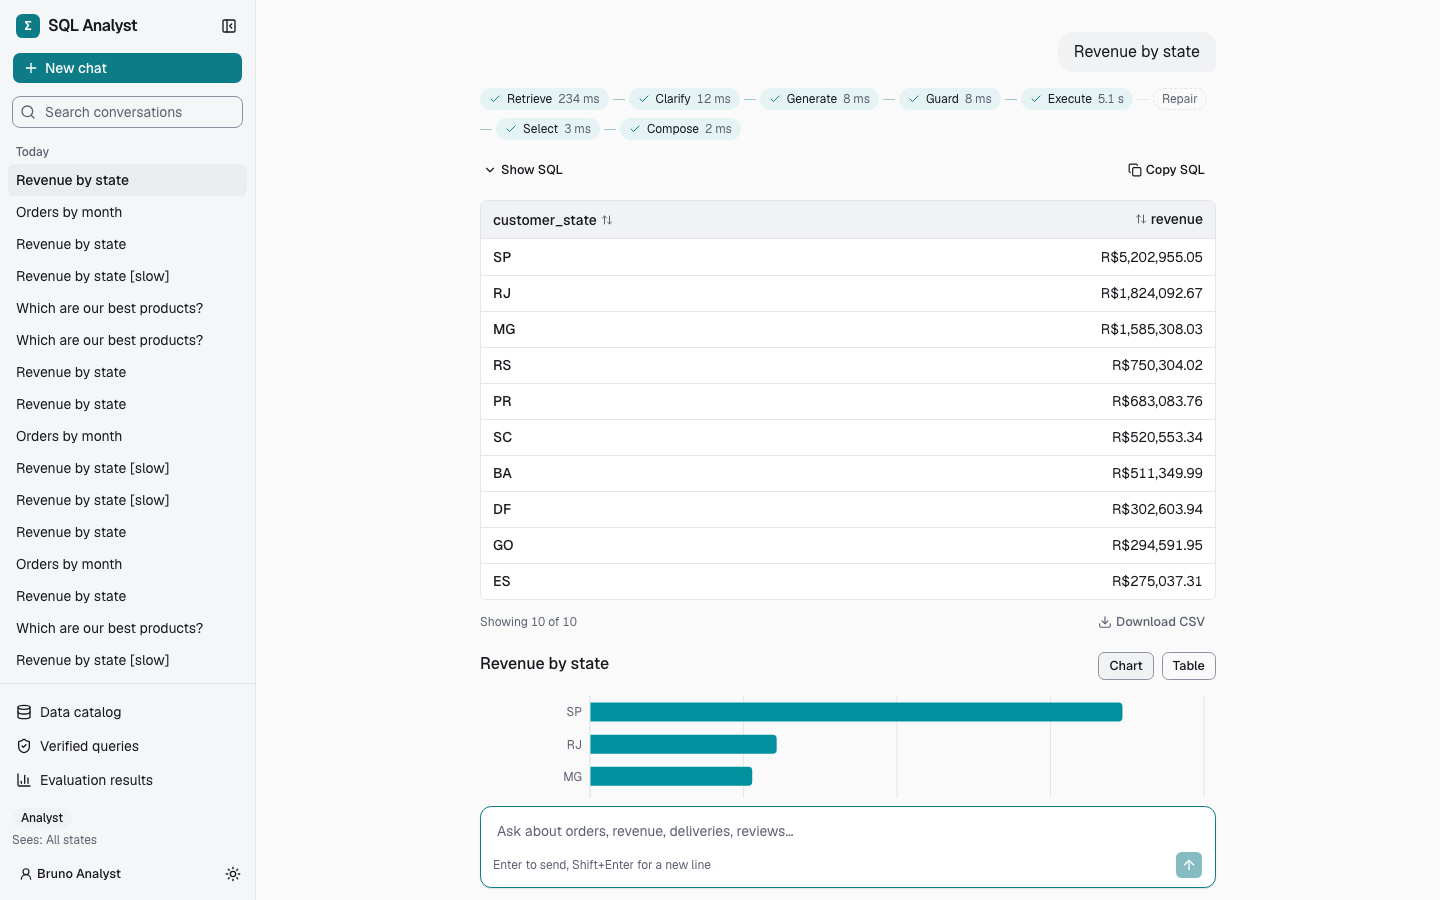 Σ SQL Analyst
New chat
Search conversations
Today
Revenue by state
Orders by month
Revenue by state
Revenue by state [slow]
Which are our best products?
Which are our best products?
Revenue by state
Revenue by state
Orders by month
Revenue by state [slow]
Revenue by state [slow]
Revenue by state
Orders by month
Revenue by state
Which are our best products?
Revenue by state [slow]
Data catalog
Verified queries
Evaluation results
Analyst
Sees: All states
Bruno Analyst
Revenue by state
Retrieve 234 ms Clarify 12 ms Generate 8 ms Guard 8 ms Execute 5.1 s Repair
Select 3 ms Compose 2 ms
Show SQL Copy SQL
customer_state revenue
SP R$5,202,955.05
RJ R$1,824,092.67
MG R$1,585,308.03
RS R$750,304.02
PR R$683,083.76
SC R$520,553.34
BA R$511,349.99
DF R$302,603.94
GO R$294,591.95
ES R$275,037.31
Showing 10 of 10 Download CSV
Revenue by state Chart Table
SP
RJ
MG
Ask about orders, revenue, deliveries, reviews…
Enter to send, Shift+Enter for a new line